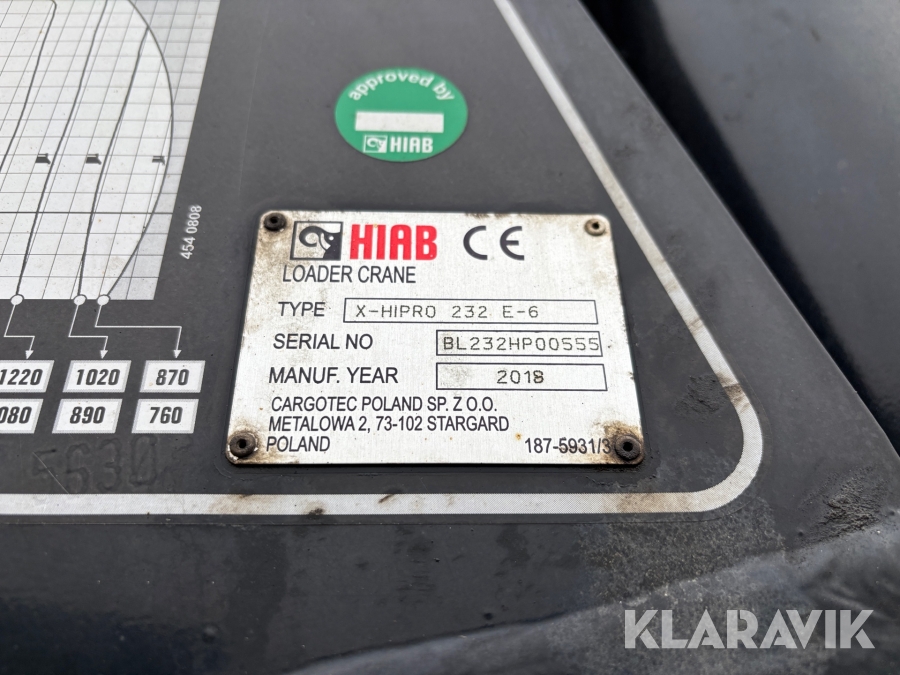 approved by
HIAB
454 0808
HIAB CE
LOADER CRANE
TYPE X-HIPRO 232 E-6
SERIAL NO BL232HP00555
MANUF. YEAR 2018
CARGOTEC POLAND SP. Z O.O.
METALOWA 2, 73-102 STARGARD
POLAND 187-5931/3
1220 1020 870
080 890 760
KLARAVIK